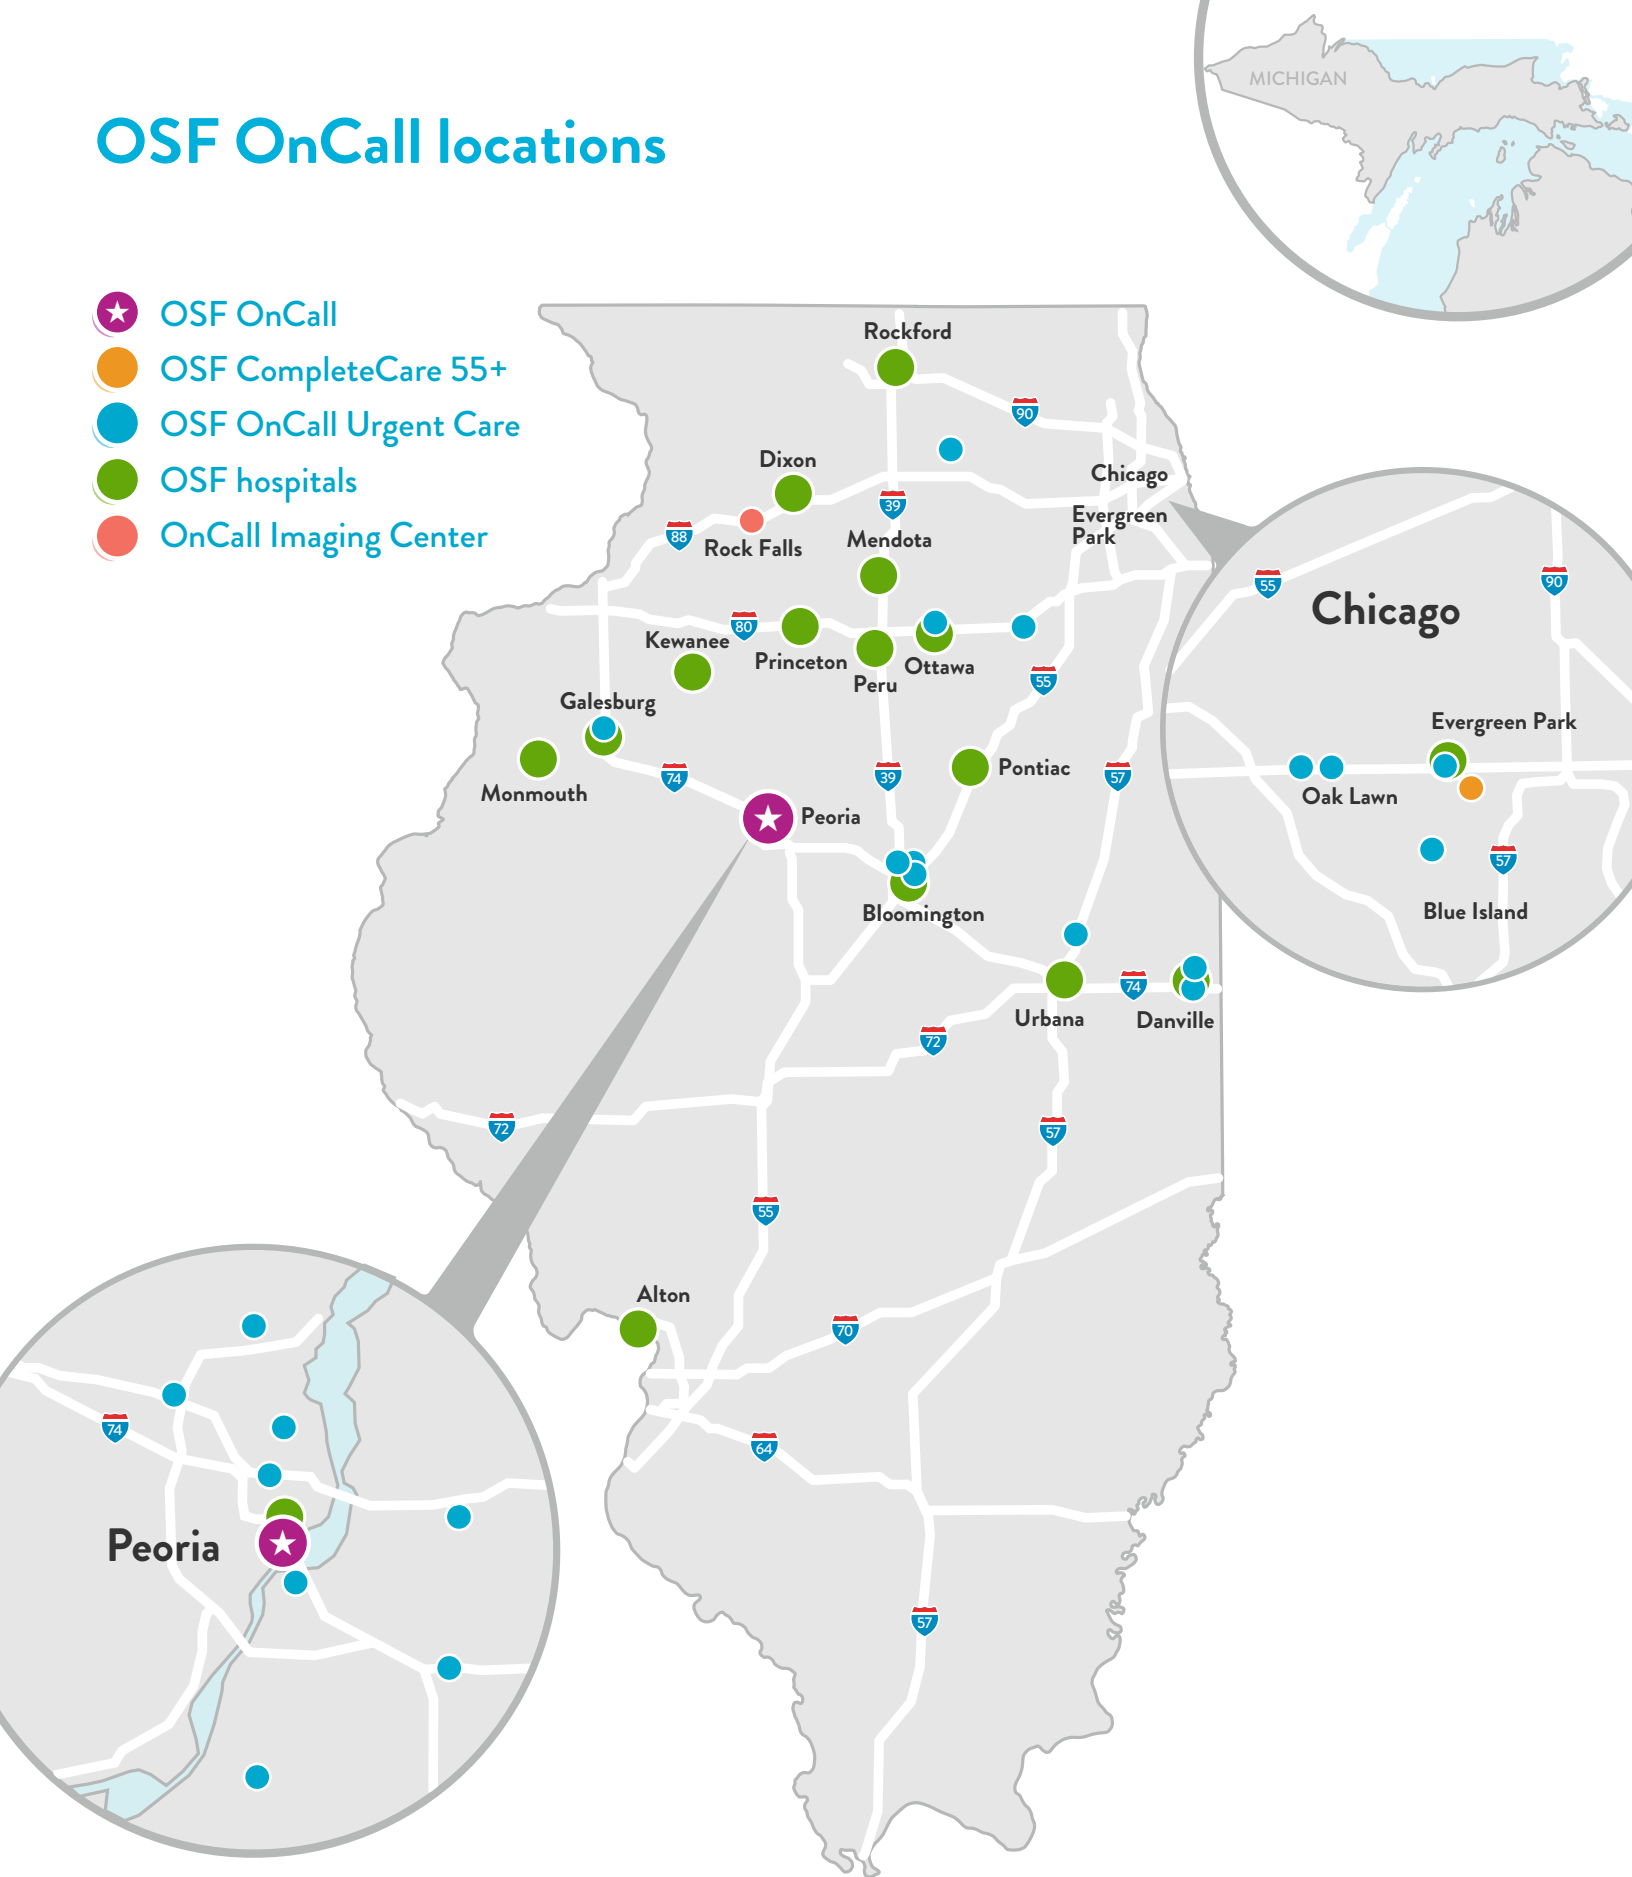 MICHIGAN
OSF OnCall locations
OSF OnCall
OSF CompleteCare 55+
OSF OnCall Urgent Care
OSF hospitals
OnCall Imaging Center
Rockford
90
Dixon
Chicago
39
Evergreen
Park
88
Rock Falls
Mendota
80
Kewanee
Princeton
Ottawa
Peru
55
Galesburg
74
39
Pontiac
57
Monmouth
Peoria
Bloomington
74
Urbana
Danville
72
72
57
55
Alton
70
64
57
55
90
Chicago
Evergreen Park
Oak Lawn
57
Blue Island
74
Peoria